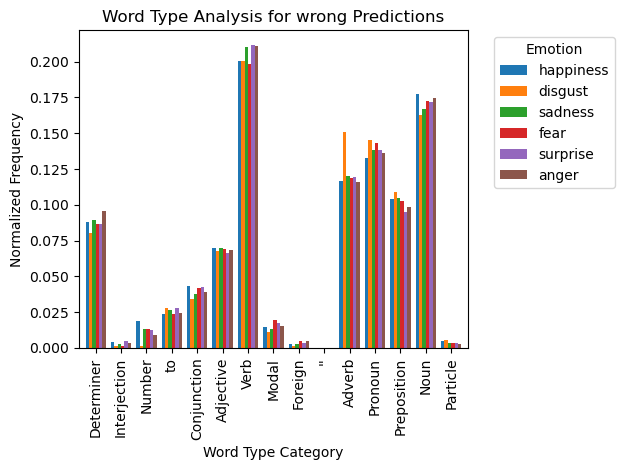 Word Type Analysis for wrong Predictions
Normalized Frequency
0.200
0.175
0.150
0.125
0.100
0.075
0.050
0.025
0.000
Determiner
Interjection
Number
to
Conjunction
Adjective
Verb
Modal
Foreign
"
Adverb
Pronoun
Preposition
Noun
Particle
Word Type Category
Emotion
happiness
disgust
sadness
fear
surprise
anger